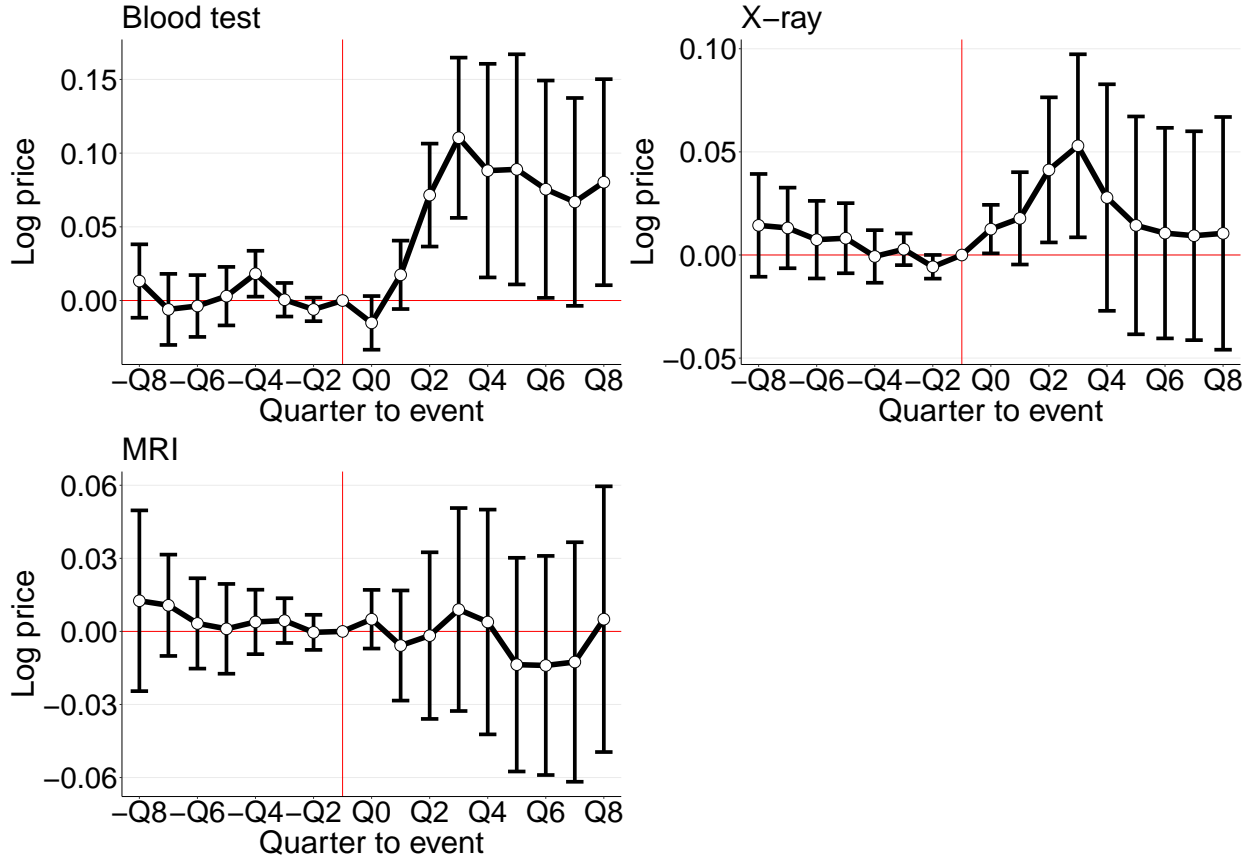 Blood test
Log price
0.15
0.10
0.05
0.00
−Q8 −Q6 −Q4 −Q2 Q0 Q2 Q4 Q6 Q8
Quarter to event
X−ray
Log price
0.10
0.05
0.00
−0.05
−Q8 −Q6 −Q4 −Q2 Q0 Q2 Q4 Q6 Q8
Quarter to event
MRI
Log price
0.06
0.03
0.00
−0.03
−0.06
−Q8 −Q6 −Q4 −Q2 Q0 Q2 Q4 Q6 Q8
Quarter to event